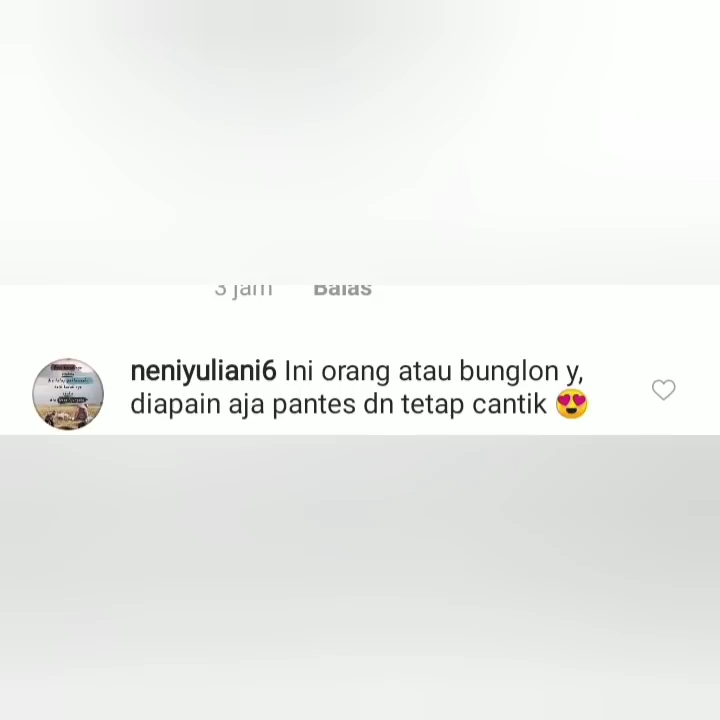 3 jam Balas
neniyuliani6 Ini orang atau bunglon y,
diapain aja pantes dn tetap cantik 😍